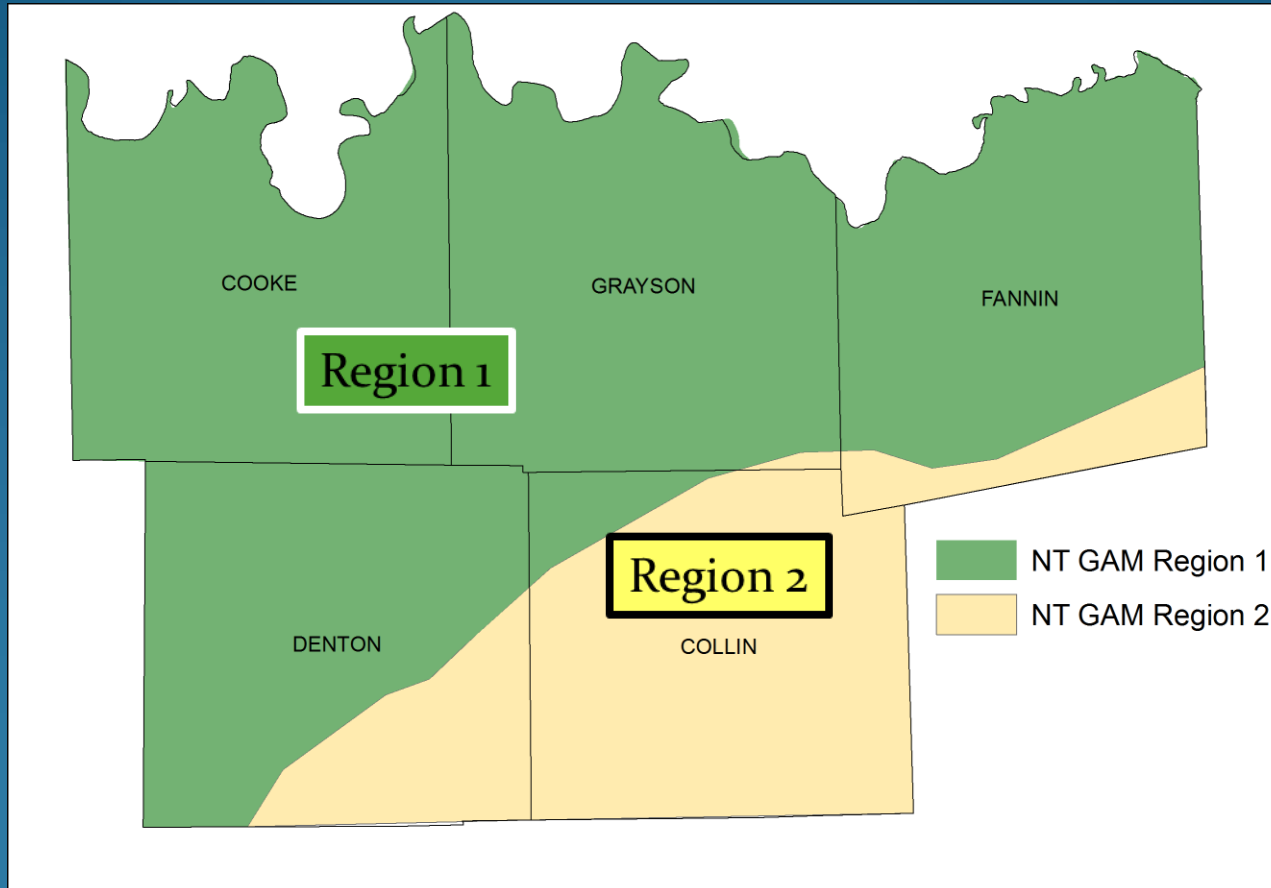 COOKE
GRAYSON
FANNIN
Region 1
Region 2
NT GAM Region 1
NT GAM Region 2
DENTON
COLLIN